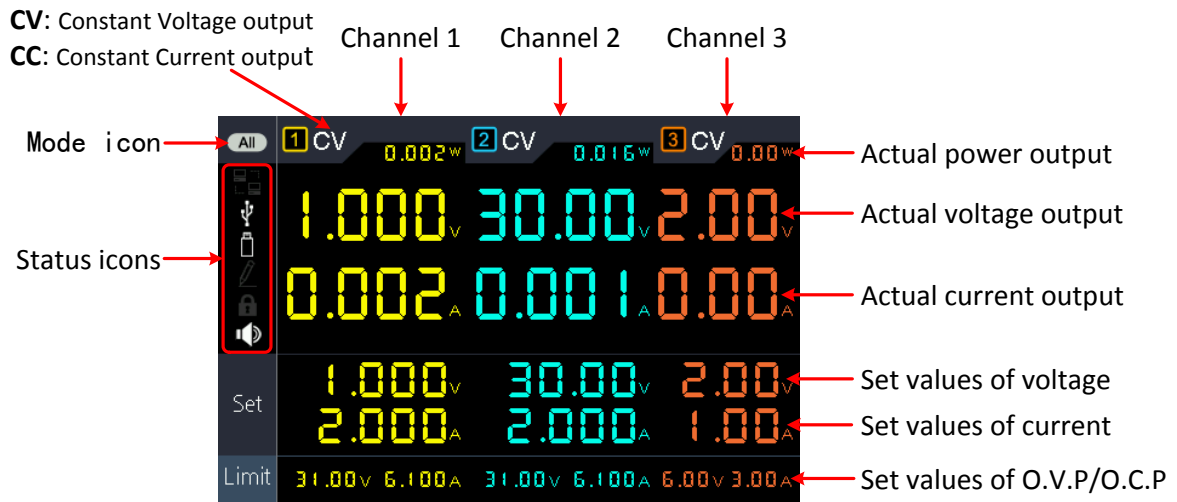 CV: Constant Voltage output
CC: Constant Current output
Channel 1 Channel 2 Channel 3
Mode icon
All 1 CV 0.002W 2 CV 0.016W 3 CV 0.00W
Actual power output
1.000V 30.00V 2.00V
Actual voltage output
Status icons
0.002A 0.001A 0.00A
Actual current output
Set
1.000V 30.00V 2.00V
Set values of voltage
2.000A 2.000A 1.00A
Set values of current
Limit 31.00V 6.100A 31.00V 6.100A 6.00V 3.00A
Set values of O.V.P/O.C.P